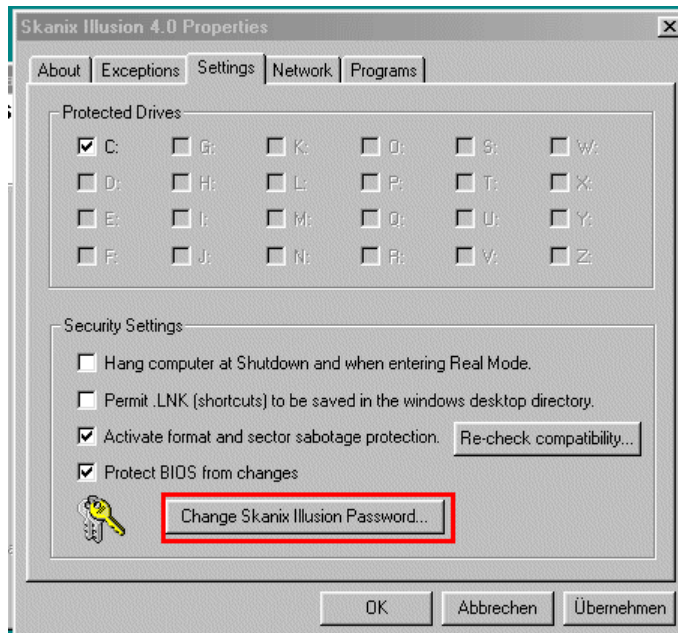 Skanix Illusion 4.0 Properties
About Exceptions Settings Network Programs
Protected Drives
C: G: K: O: S: W:
D: H: L: P: T: X:
E: I: M: Q: U: Y:
F: J: N: R: V: Z:
Security Settings
Hang computer at Shutdown and when entering Real Mode.
Permit .LNK (shortcuts) to be saved in the windows desktop directory.
Activate format and sector sabotage protection. Re-check compatibility...
Protect BIOS from changes
Change Skanix Illusion Password...
OK Abbrechen Übernehmen